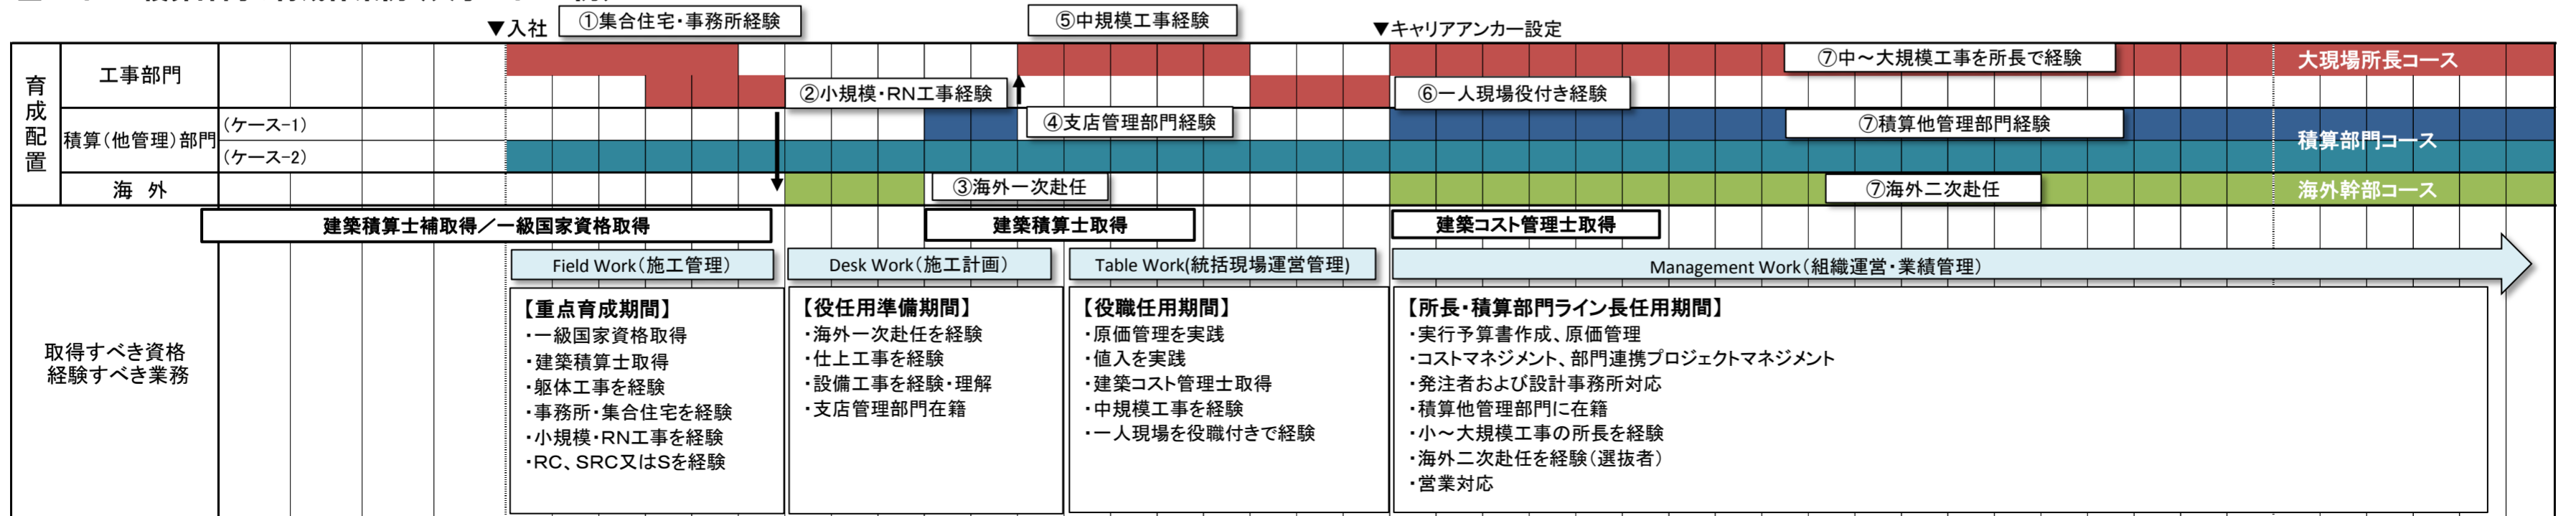 ▼入社
①集合住宅・事務所経験
⑤中規模工事経験
▼キャリアアンカー設定
育成配置
工事部門
②小規模・RN工事経験
⑥一人現場役付き経験
⑦中～大規模工事を所長で経験
大現場所長コース
積算(他管理)部門
(ケース-1)
(ケース-2)
④支店管理部門経験
⑦積算他管理部門経験
積算部門コース
海 外
③海外一次赴任
⑦海外二次赴任
海外幹部コース
取得すべき資格
経験すべき業務
建築積算士補取得／一級国家資格取得
建築積算士取得
建築コスト管理士取得
Field Work(施工管理)
Desk Work(施工計画)
Table Work(統括現場運営管理)
Management Work(組織運営・業績管理)
【重点育成期間】
・一級国家資格取得
・建築積算士取得
・躯体工事を経験
・事務所・集合住宅を経験
・小規模・RN工事を経験
・RC、SRC又はSを経験
【役任用準備期間】
・海外一次赴任を経験
・仕上工事を経験
・設備工事を経験・理解
・支店管理部門在籍
【役職任用期間】
・原価管理を実践
・値入を実践
・建築コスト管理士取得
・中規模工事を経験
・一人現場を役職付きで経験
【所長・積算部門ライン長任用期間】
・実行予算書作成、原価管理
・コストマネジメント、部門連携プロジェクトマネジメント
・発注者および設計事務所対応
・積算他管理部門に在籍
・小～大規模工事の所長を経験
・海外二次赴任を経験(選抜者)
・営業対応